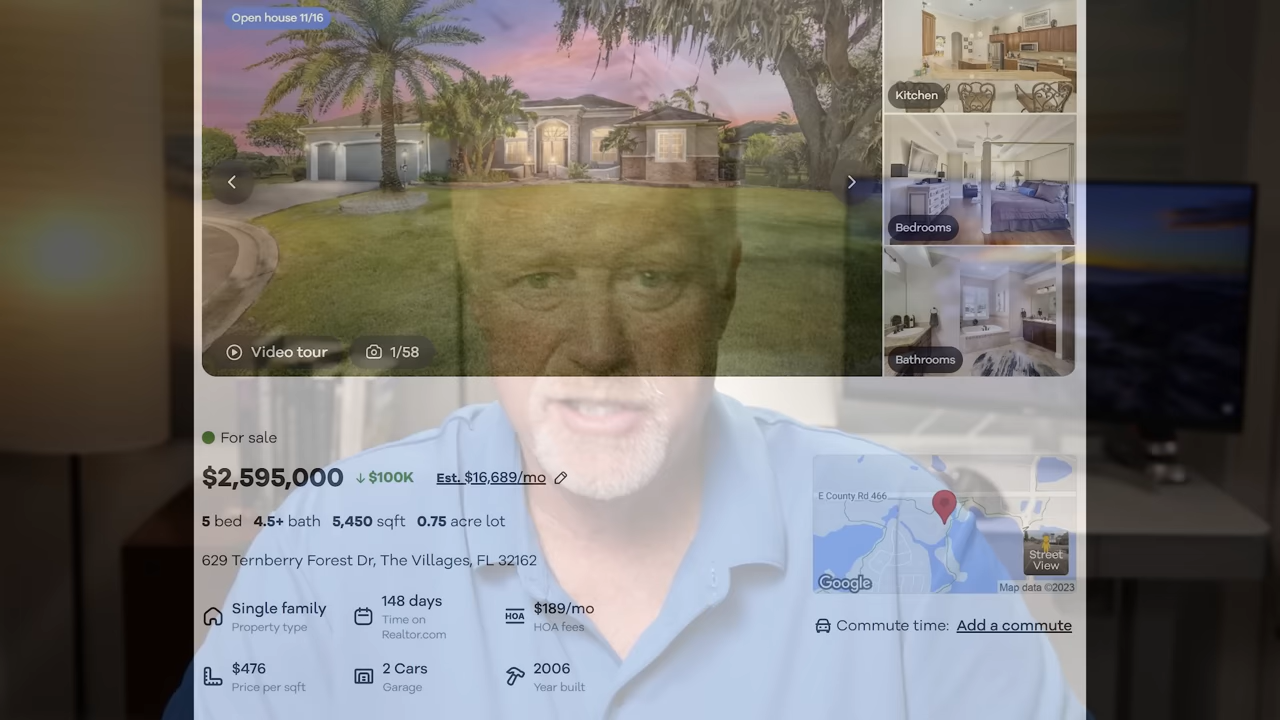 Open house 11/16
Kitchen
Bedrooms
Bathrooms
Video tour
1/58
For sale
$2,595,000 ↓$100K Est. $16,689/mo
5 bed 4.5+ bath 5,450 sqft 0.75 acre lot
629 Ternberry Forest Dr, The Villages, FL 32162
Single family
Property type
148 days
Time on
Realtor.com
HOA
$189/mo
HOA fees
$476
Price per sqft
2 Cars
Garage
2006
Year built
E County Rd 466
Street
View
Google
Map data ©2023
Commute time: Add a commute